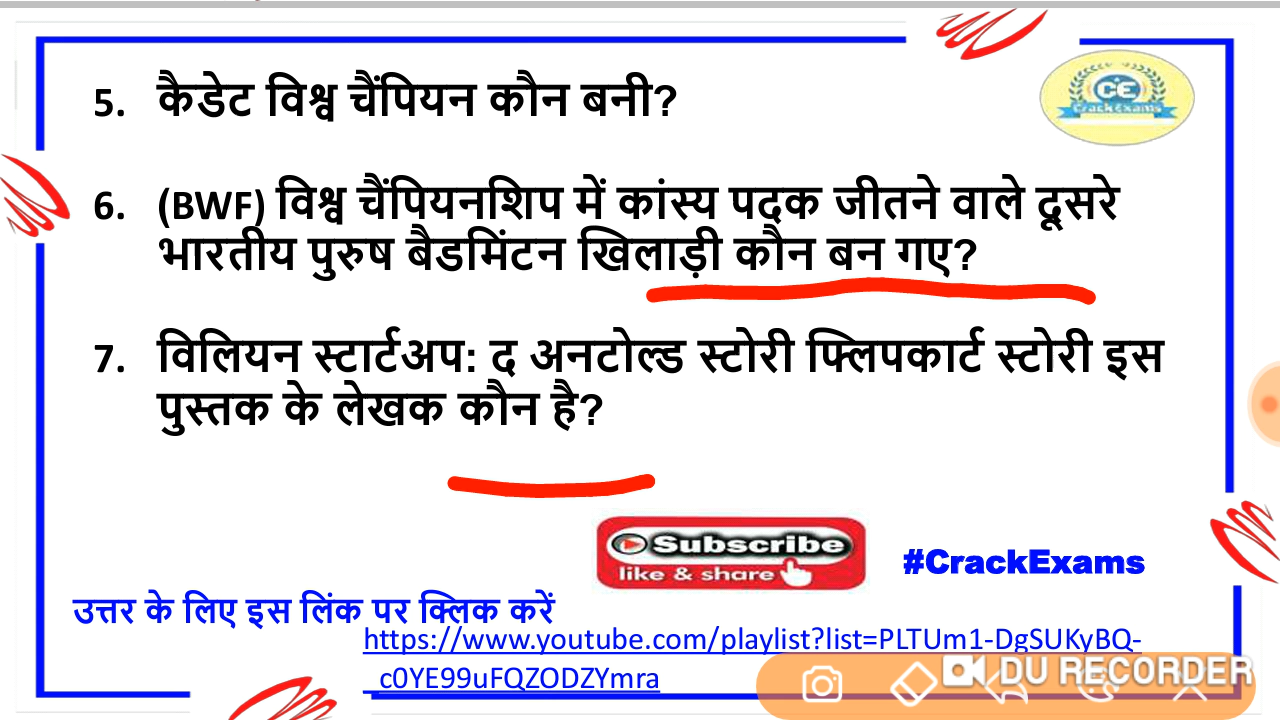 5. कैडेट विश्व चैंपियन कौन बनी?
CE
CrackExams
6. (BWF) विश्व चैंपियनशिप में कांस्य पदक जीतने वाले दूसरे
भारतीय पुरुष बैडमिंटन खिलाड़ी कौन बन गए?
7. विलियन स्टार्टअप: द अनटोल्ड स्टोरी फ्लिपकार्ट स्टोरी इस
पुस्तक के लेखक कौन है?
Subscribe
like & share
#CrackExams
उत्तर के लिए इस लिंक पर क्लिक करें
https://www.youtube.com/playlist?list=PLTUm1-DgSUKyBQ-
_c0YE99uFQZODZYmra
DU RECORDER